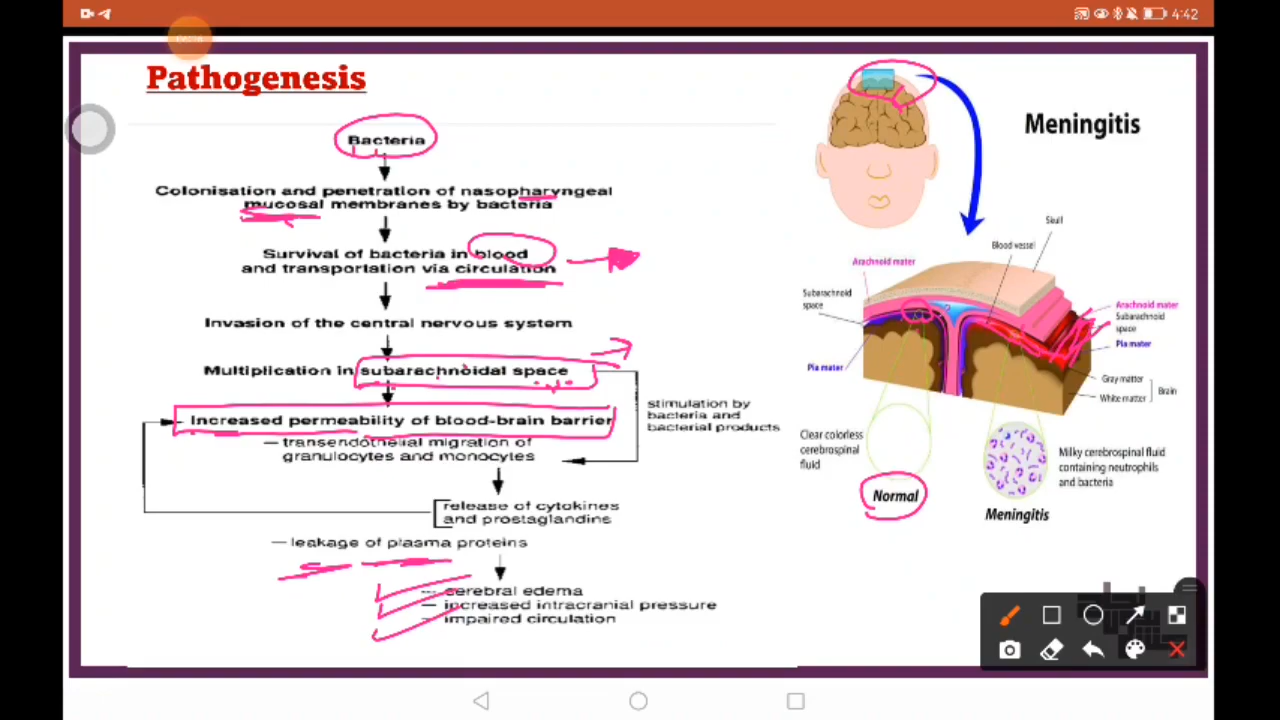 4:42
Pathogenesis
Bacteria
Colonisation and penetration of nasopharyngeal
mucosal membranes by bacteria
Survival of bacteria in blood
and transportation via circulation
Invasion of the central nervous system
Multiplication in subarachnoidal space
stimulation by
bacteria and
bacterial products
Increased permeability of blood-brain barrier
— transendothelial migration of
granulocytes and monocytes
release of cytokines
and prostaglandins
— leakage of plasma proteins
— cerebral edema
— increased intracranial pressure
— impaired circulation
Meningitis
Skull
Blood vessel
Arachnoid mater
Subarachnoid
space
Pia mater
Arachnoid mater
Subarachnoid
space
Pia mater
Gray matter
White matter
Brain
Clear colorless
cerebrospinal
fluid
Normal
Milky cerebrospinal fluid
containing neutrophils
and bacteria
Meningitis